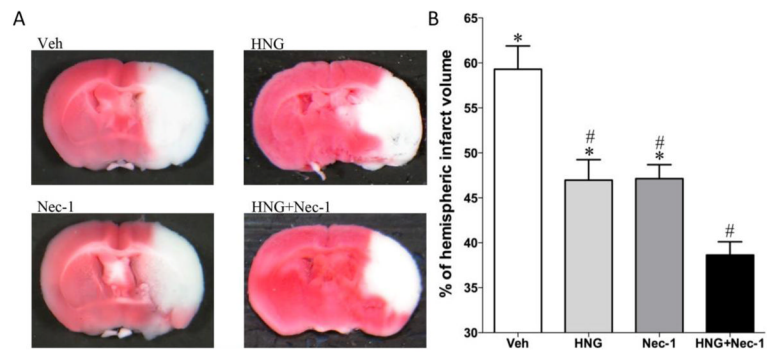 A
Veh
HNG
Nec-1
HNG+Nec-1
B
% of hemispheric infarct volume
70
65
60
55
50
45
40
35
30
*
#
*
#
*
#
Veh
HNG
Nec-1
HNG+Nec-1